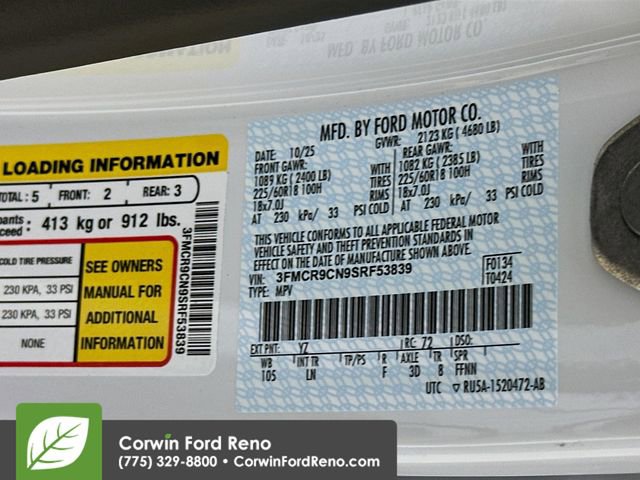 LOADING INFORMATION
TOTAL : 5 FRONT: 2 REAR: 3
413 kg or 912 lbs.
COLD TIRE PRESSURE
230 KPA, 33 PSI
230 KPA, 33 PSI
NONE
SEE OWNERS
MANUAL FOR
ADDITIONAL
INFORMATION
3FMCR9CN9SRF53839
MFD. BY FORD MOTOR CO.
DATE: 10/25 GVWR: 2123 KG ( 4680 LB)
FRONT GAWR: REAR GAWR:
1089 KG ( 2400 LB) WITH 1082 KG ( 2385 LB) WITH
225/60R18 100H TIRES 225/60R18 100H TIRES
18x7.0J RIMS 18x7.0J RIMS
AT 230 kPa/ 33 PSI COLD AT 230 kPa/ 33 PSI COLD
THIS VEHICLE CONFORMS TO ALL APPLICABLE FEDERAL MOTOR
VEHICLE SAFETY AND THEFT PREVENTION STANDARDS IN
EFFECT ON THE DATE OF MANUFACTURE SHOWN ABOVE.
VIN: 3FMCR9CN9SRF53839 F0134
TYPE: MPV T0424
EXT PNT: YZ RC: 72 DSO:
WB INT TR TP/PS R AXLE TR SPR
105 LN F 3D 8 FFNN
UTC RU5A-1520472-AB
Corwin Ford Reno
(775) 329-8800 • CorwinFordReno.com